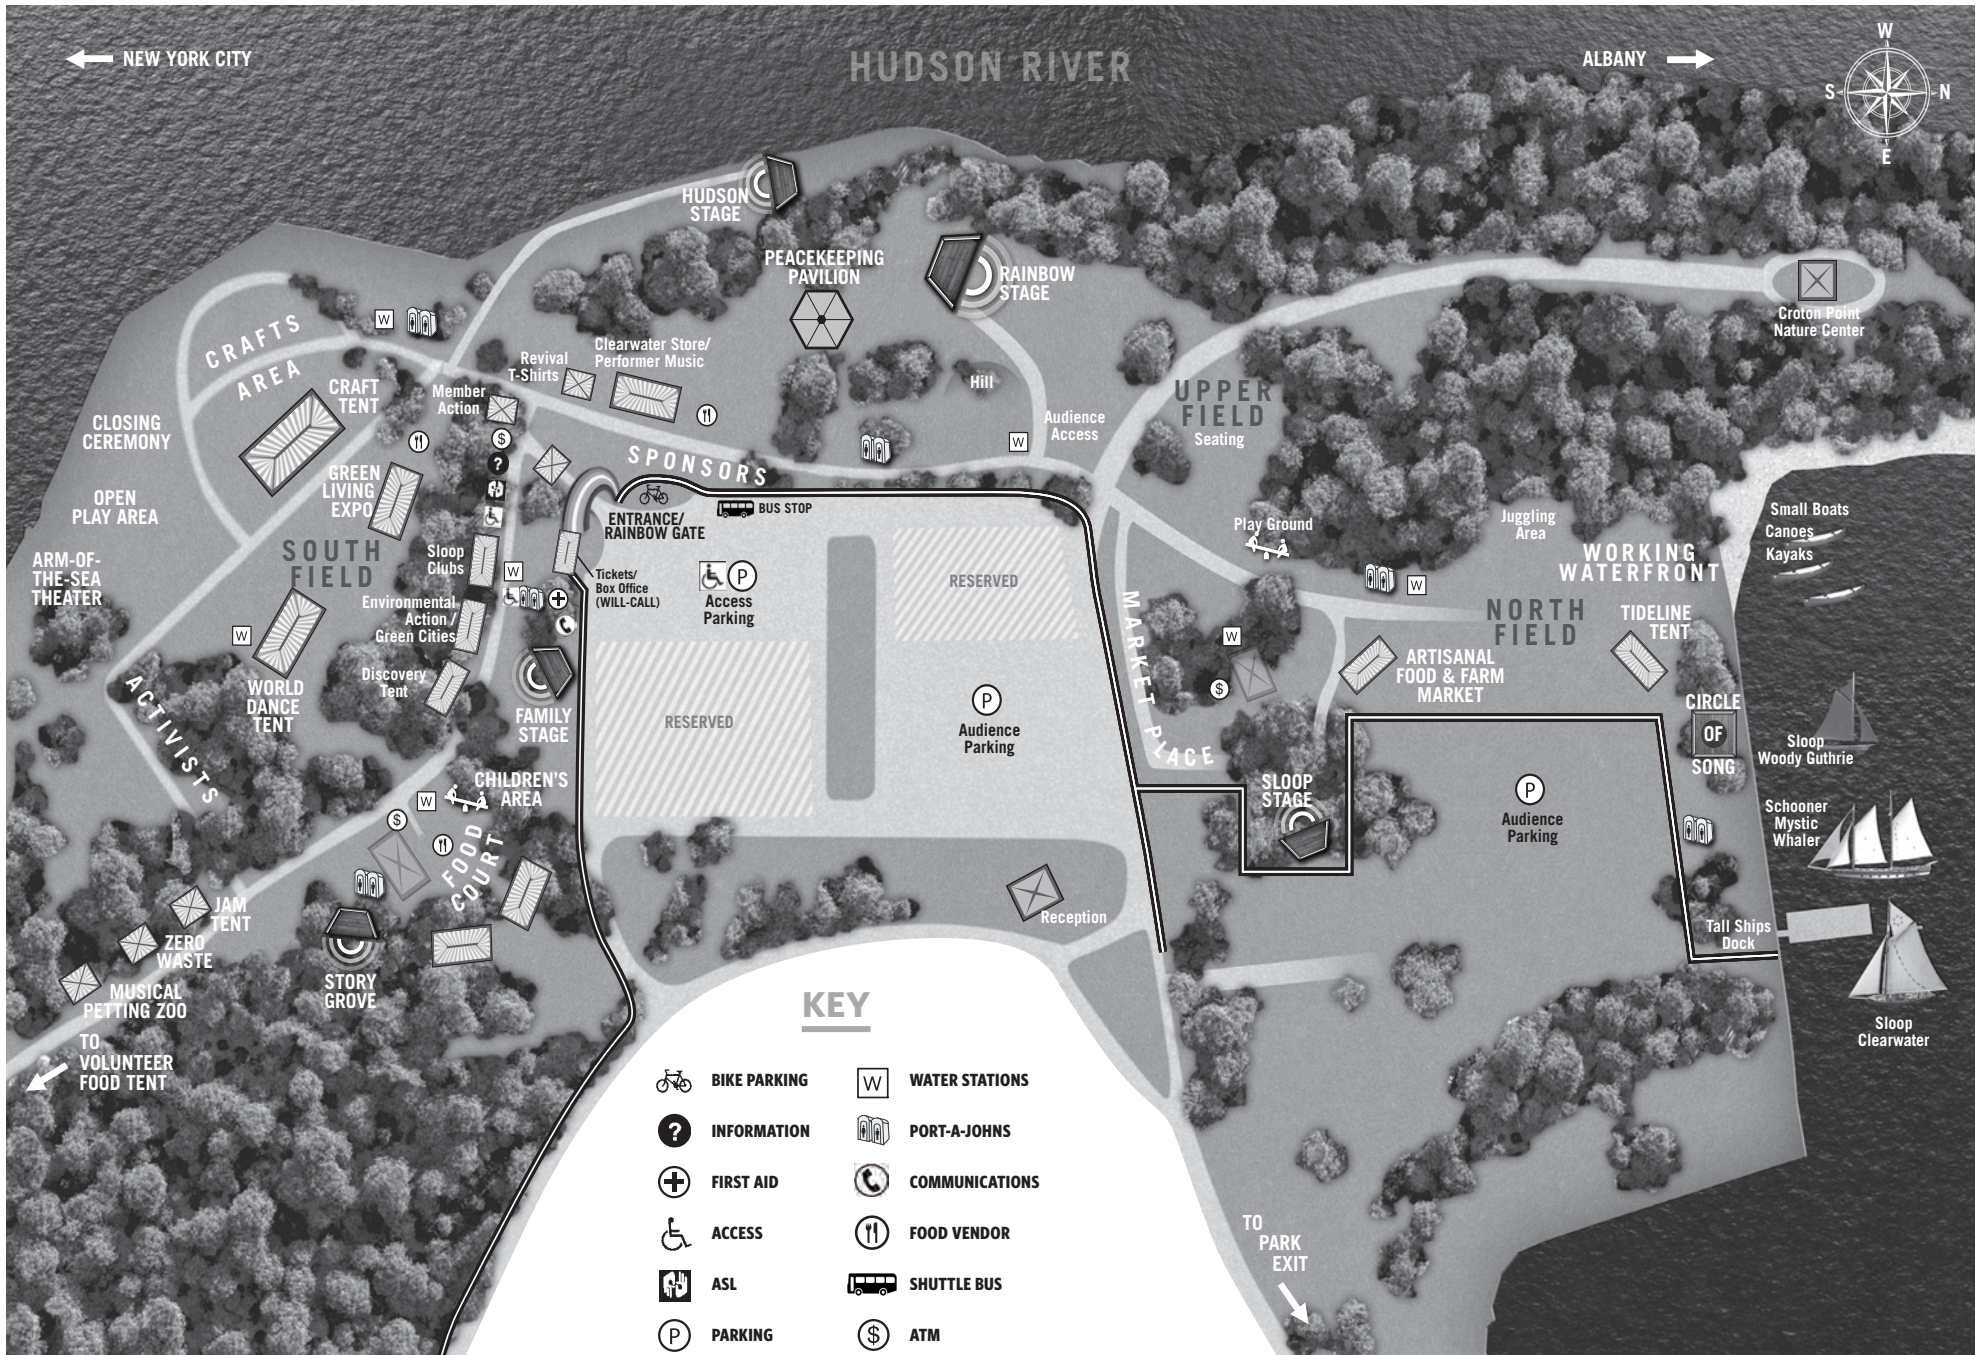 NEW YORK CITY
HUDSON RIVER
ALBANY
W
S
N
E
HUDSON
STAGE
PEACEKEEPING
PAVILION
RAINBOW
STAGE
Croton Point
Nature Center
W
CRAFTS
AREA
Revival
T-Shirts
Clearwater Store/
Performer Music
Member
Action
CRAFT
TENT
Hill
UPPER
FIELD
Seating
Audience
Access
CLOSING
CEREMONY
$
?
W
SPONSORS
GREEN
LIVING
EXPO
OPEN
PLAY AREA
ENTRANCE/
RAINBOW GATE
BUS STOP
Play Ground
Juggling
Area
Small Boats
Canoes
Kayaks
WORKING
WATERFRONT
SOUTH
FIELD
Sloop
Clubs
ARM-OF-
THE-SEA
THEATER
W
Tickets/
Box Office
(WILL-CALL)
P
Access
Parking
RESERVED
W
NORTH
FIELD
TIDELINE
TENT
Environmental
Action /
Green Cities
W
W
MARKET PLACE
Discovery
Tent
WORLD
DANCE
TENT
ACTIVISTS
FAMILY
STAGE
RESERVED
P
Audience
Parking
$
ARTISANAL
FOOD & FARM
MARKET
CIRCLE
OF
SONG
Sloop
Woody Guthrie
CHILDREN'S
AREA
W
$
FOOD
COURT
SLOOP
STAGE
P
Audience
Parking
Schooner
Mystic
Whaler
JAM
TENT
ZERO
WASTE
MUSICAL
PETTING ZOO
STORY
GROVE
Reception
Tall Ships
Dock
Sloop
Clearwater
TO
VOLUNTEER
FOOD TENT
KEY
BIKE PARKING
W WATER STATIONS
? INFORMATION
PORT-A-JOHNS
FIRST AID
COMMUNICATIONS
ACCESS
FOOD VENDOR
ASL
SHUTTLE BUS
P PARKING
$ ATM
TO
PARK
EXIT